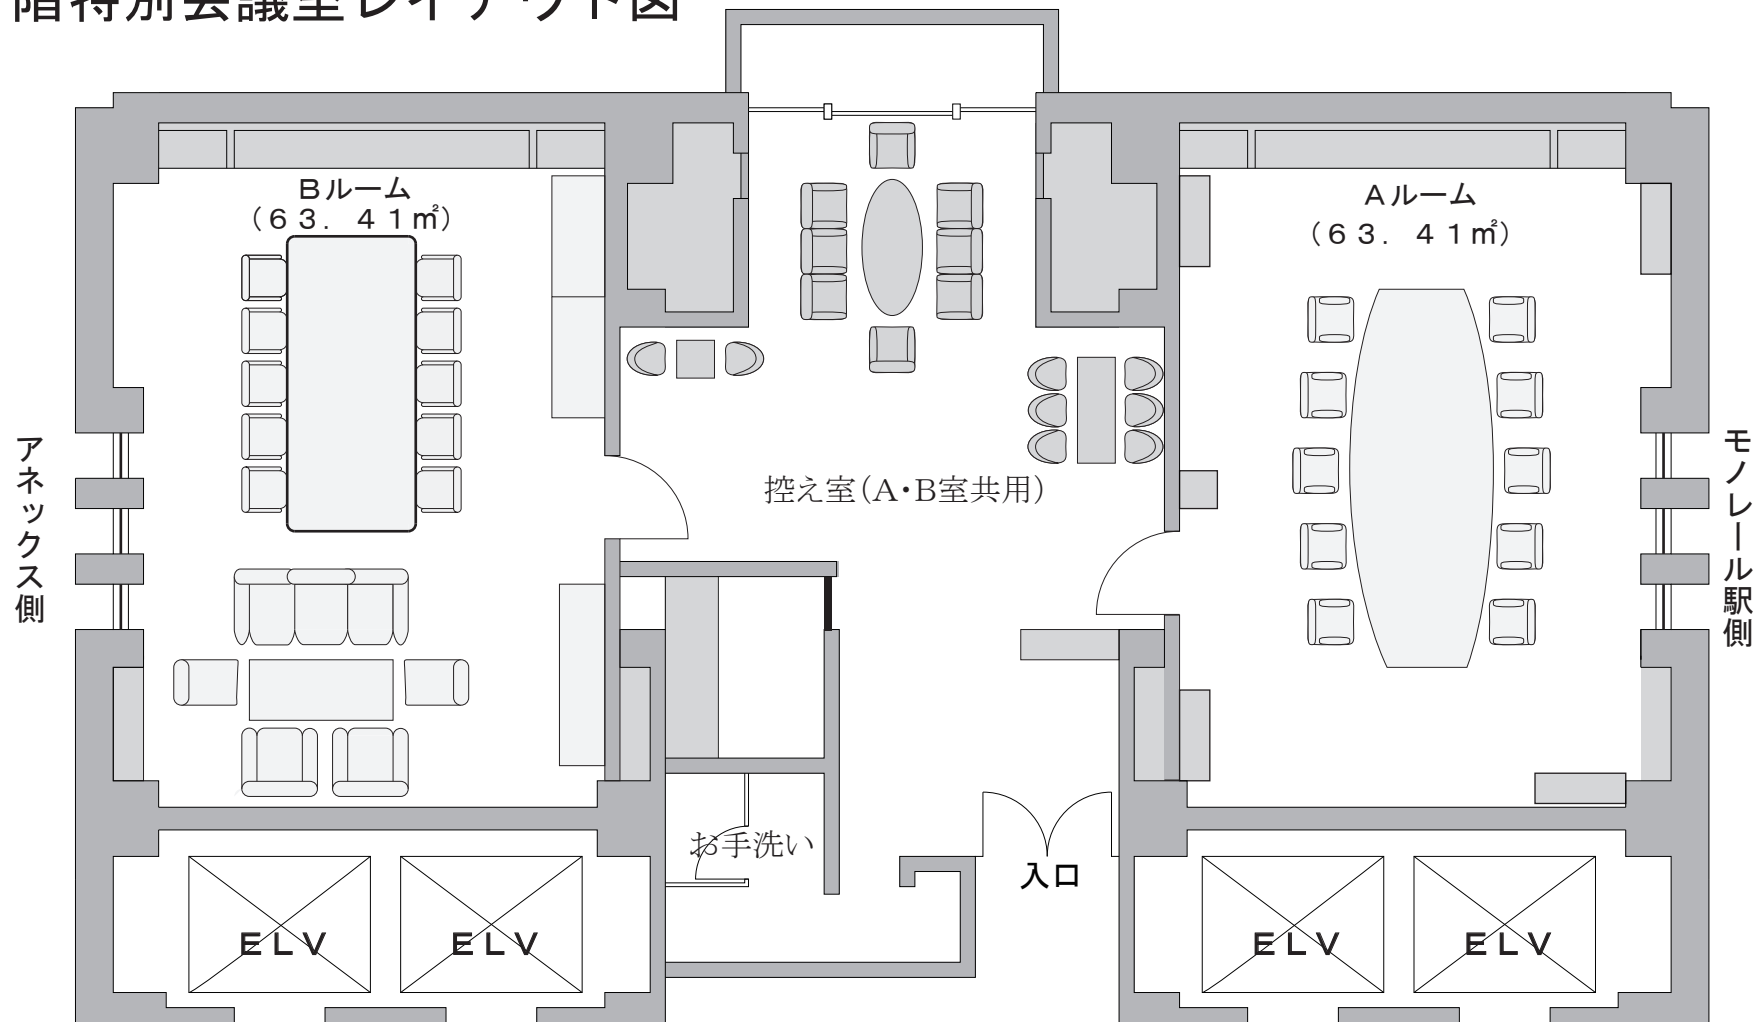 階特別会議室レイアウト図
Bルーム
(63.41㎡)
Aルーム
(63.41㎡)
アネックス側
モノレール駅側
控え室(A・B室共用)
お手洗い
入口
ELV
ELV
ELV
ELV